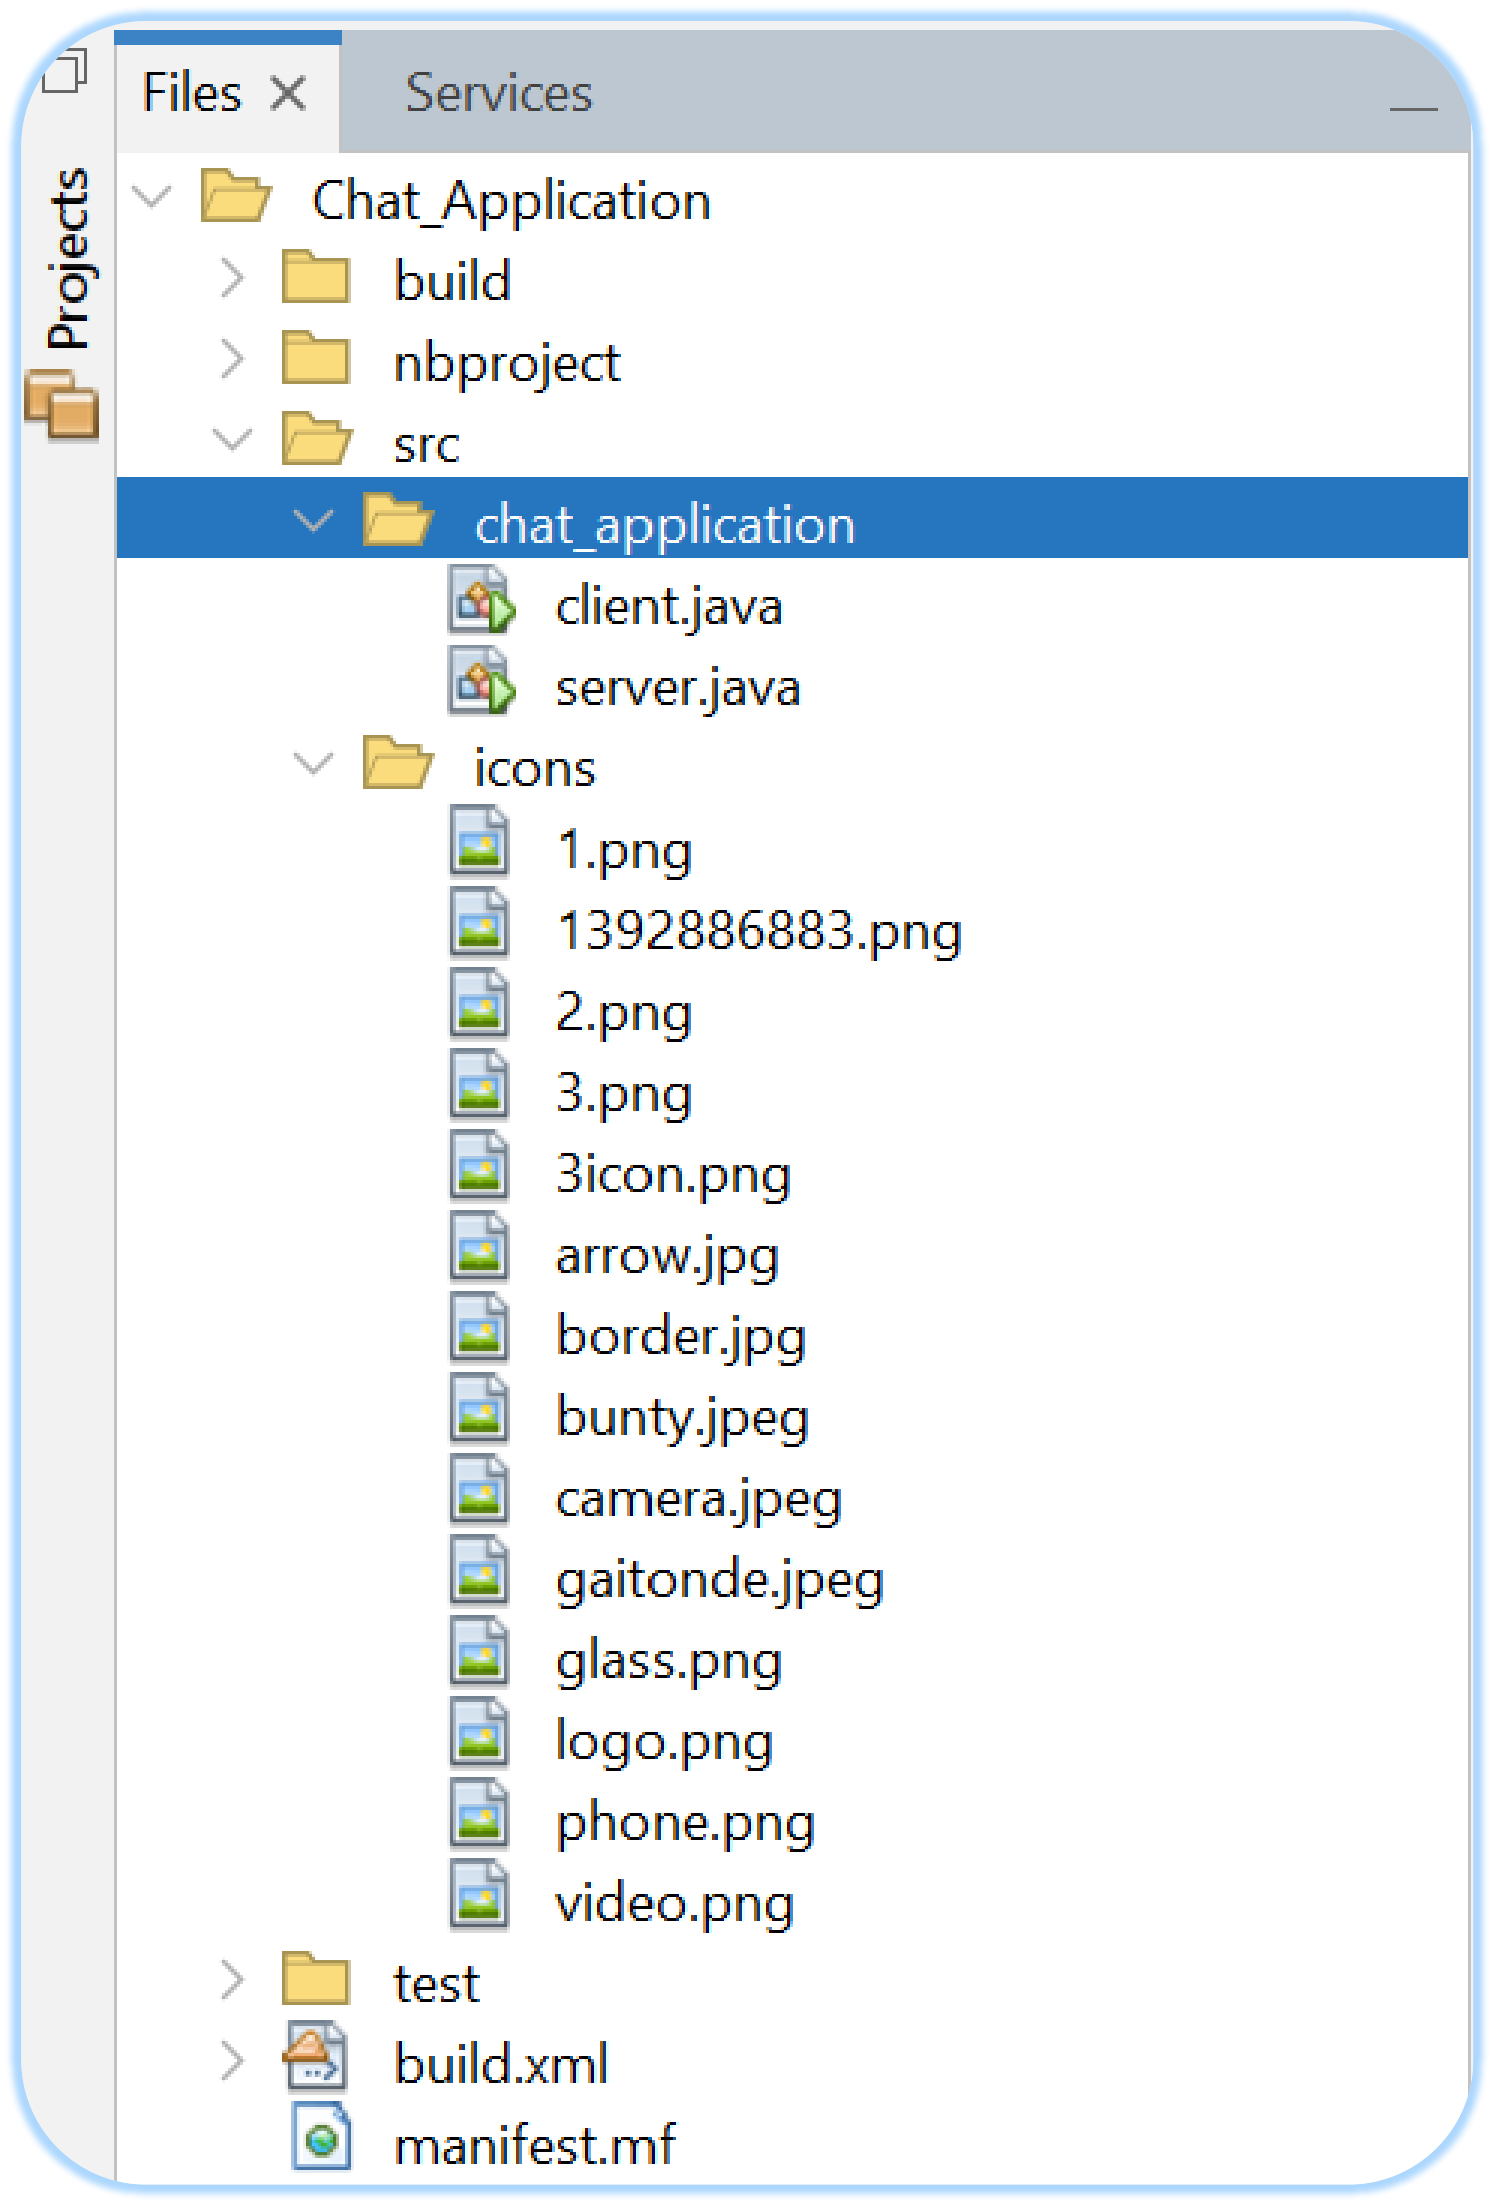 Files Services
Projects
Chat_Application
build
nbproject
src
chat_application
client.java
server.java
icons
1.png
1392886883.png
2.png
3.png
3icon.png
arrow.jpg
border.jpg
bunty.jpeg
camera.jpeg
gaitonde.jpeg
glass.png
logo.png
phone.png
video.png
test
build.xml
manifest.mf